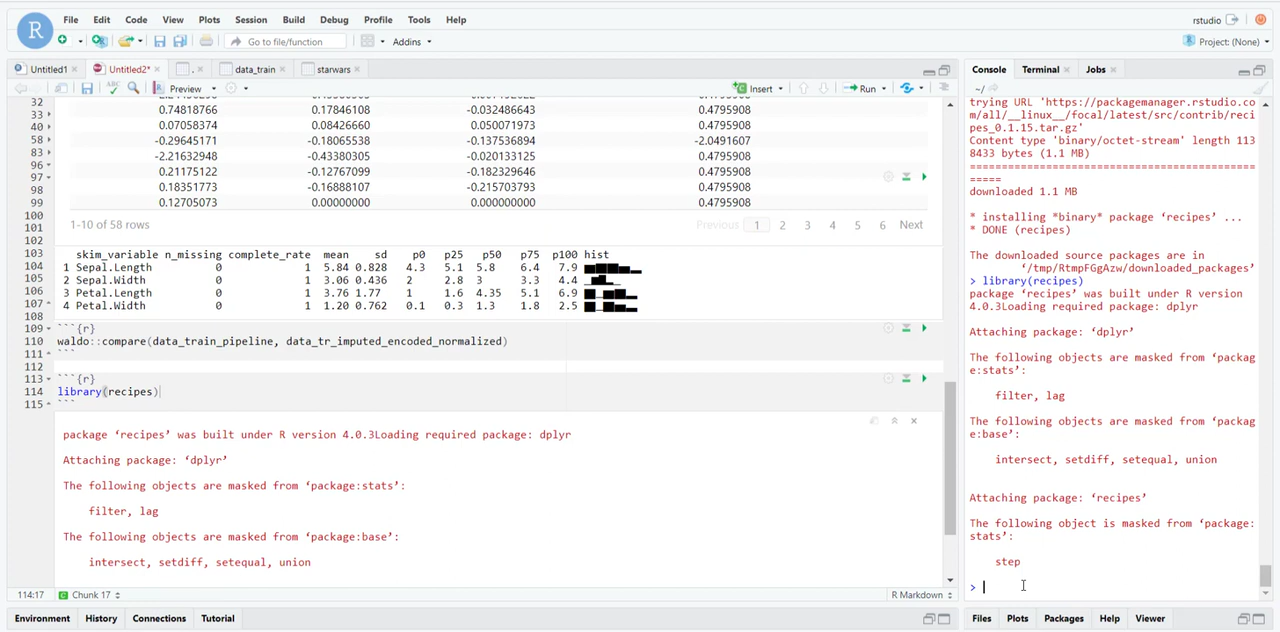 File Edit Code View Plots Session Build Debug Profile Tools Help
rstudio
R
Go to file/function
Addins
Project: (None)
Untitled1
Untitled2*
.
data_train
starwars
Preview
Insert
Run
32
33 0.74818766 0.17846108 -0.032486643 0.4795908
40 0.07058374 0.08426660 0.050071973 0.4795908
58 -0.29645171 -0.18065538 -0.137536894 -2.0491607
83 -2.21632948 -0.43380302 -0.020133125 0.4795908
96
97 0.21175122 -0.12767099 -0.182329646 0.4795908
98 0.18351773 -0.16888107 -0.215703793 0.4795908
99 0.12705073 0.00000000 0.000000000 0.4795908
100
101 1-10 of 58 rows Previous 1 2 3 4 5 6 Next
102
103 skim_variable n_missing complete_rate mean sd p0 p25 p50 p75 p100 hist
104 1 Sepal.Length 0 1 5.84 0.828 4.3 5.1 5.8 6.4 7.9
105 2 Sepal.Width 0 1 3.06 0.436 2 2.8 3 3.3 4.4
106 3 Petal.Length 0 1 3.76 1.77 1 1.6 4.35 5.1 6.9
107 4 Petal.Width 0 1 1.20 0.762 0.1 0.3 1.3 1.8 2.5
108
109 ```{r}
110 waldo::compare(data_train_pipeline, data_tr_imputed_encoded_normalized)
111 ```
112
113 ```{r}
114 library(recipes)
115 ```
package ‘recipes’ was built under R version 4.0.3Loading required package: dplyr
Attaching package: ‘dplyr’
The following objects are masked from ‘package:stats’:
filter, lag
The following objects are masked from ‘package:base’:
intersect, setdiff, setequal, union
114:17 Chunk 17 R Markdown
Environment History Connections Tutorial
Console Terminal Jobs
~/
trying URL 'https://packagemanager.rstudio.co
m/all/__linux__/focal/latest/src/contrib/reci
pes_0.1.15.tar.gz'
Content type 'binary/octet-stream' length 113
8433 bytes (1.1 MB)
=============================================
=====
downloaded 1.1 MB
* installing *binary* package ‘recipes’ ...
* DONE (recipes)
The downloaded source packages are in
‘/tmp/RtmpFGgAzw/downloaded_packages’
> library(recipes)
package ‘recipes’ was built under R version
4.0.3Loading required package: dplyr
Attaching package: ‘dplyr’
The following objects are masked from ‘packag
e:stats’:
filter, lag
The following objects are masked from ‘packag
e:base’:
intersect, setdiff, setequal, union
Attaching package: ‘recipes’
The following object is masked from ‘package:
stats’:
step
>
Files Plots Packages Help Viewer